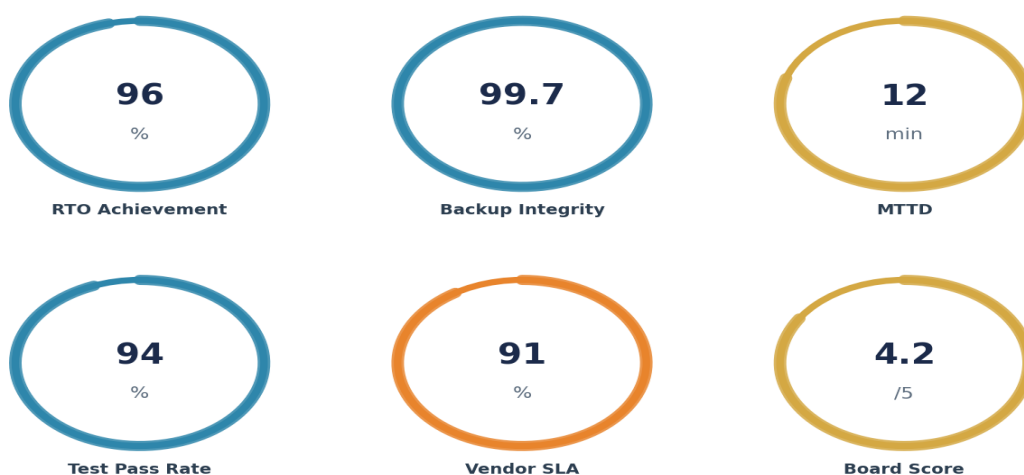 96
%
RTO Achievement
99.7
%
Backup Integrity
12
min
MTTD
94
%
Test Pass Rate
91
%
Vendor SLA
4.2
/5
Board Score